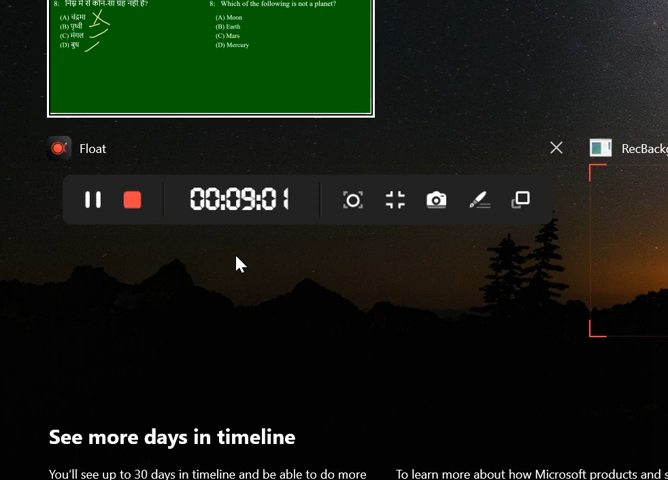 8: निम्न में से कौन-सा ग्रह नहीं है?
(A) चंद्रमा
(B) पृथ्वी
(C) मंगल
(D) बुध
8: Which of the following is not a planet?
(A) Moon
(B) Earth
(C) Mars
(D) Mercury
Float
RecBackg
00:09:01
See more days in timeline
You'll see up to 30 days in timeline and be able to do more
To learn more about how Microsoft products and s